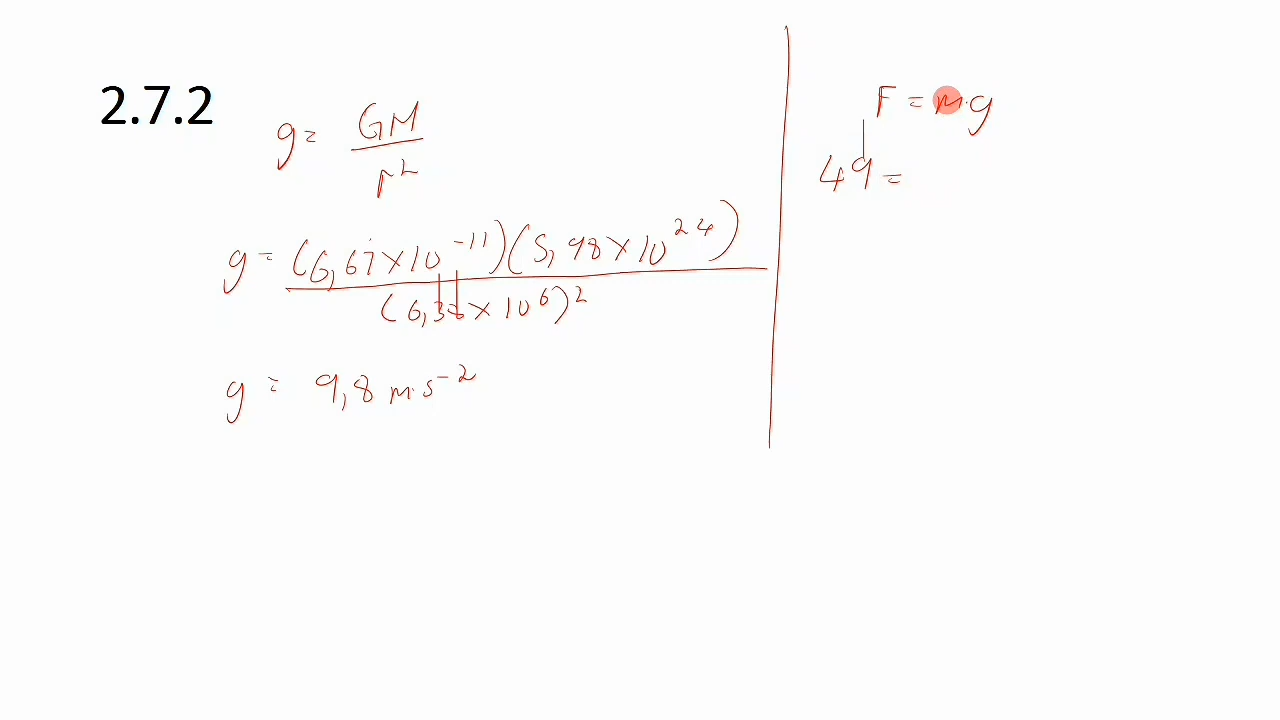 2.7.2
g = GM
r²
g = (6,67×10⁻¹¹)(5,98×10²⁴)
(6,38×10⁶)²
g = 9,8 m·s⁻²
F = m·g
49 =